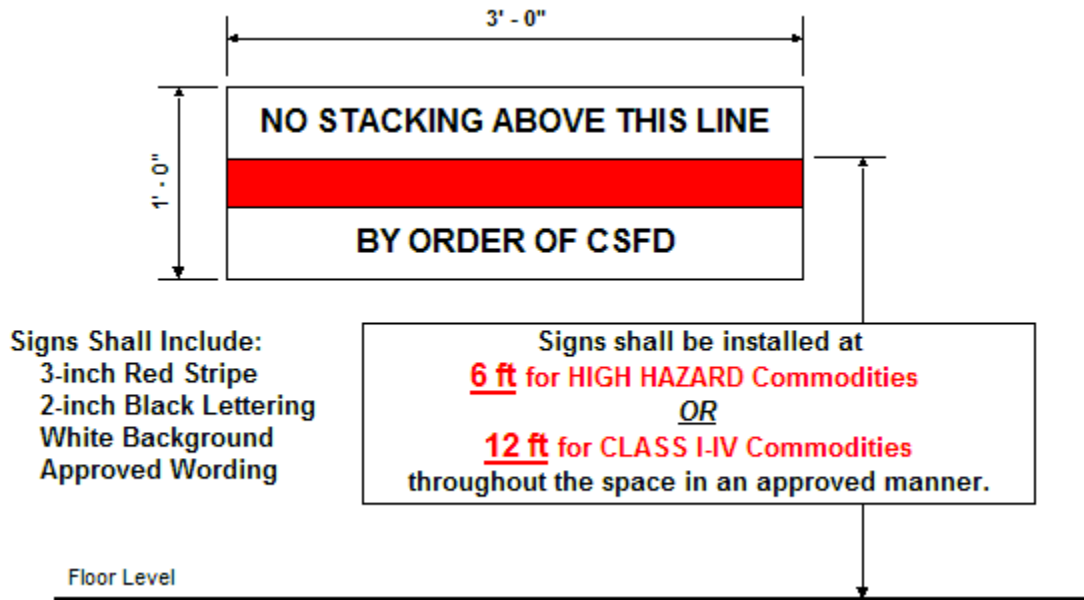 3' - 0"
NO STACKING ABOVE THIS LINE
1' - 0"
BY ORDER OF CSFD
Signs Shall Include:
3-inch Red Stripe
2-inch Black Lettering
White Background
Approved Wording
Signs shall be installed at
6 ft for HIGH HAZARD Commodities
OR
12 ft for CLASS I-IV Commodities
throughout the space in an approved manner.
Floor Level